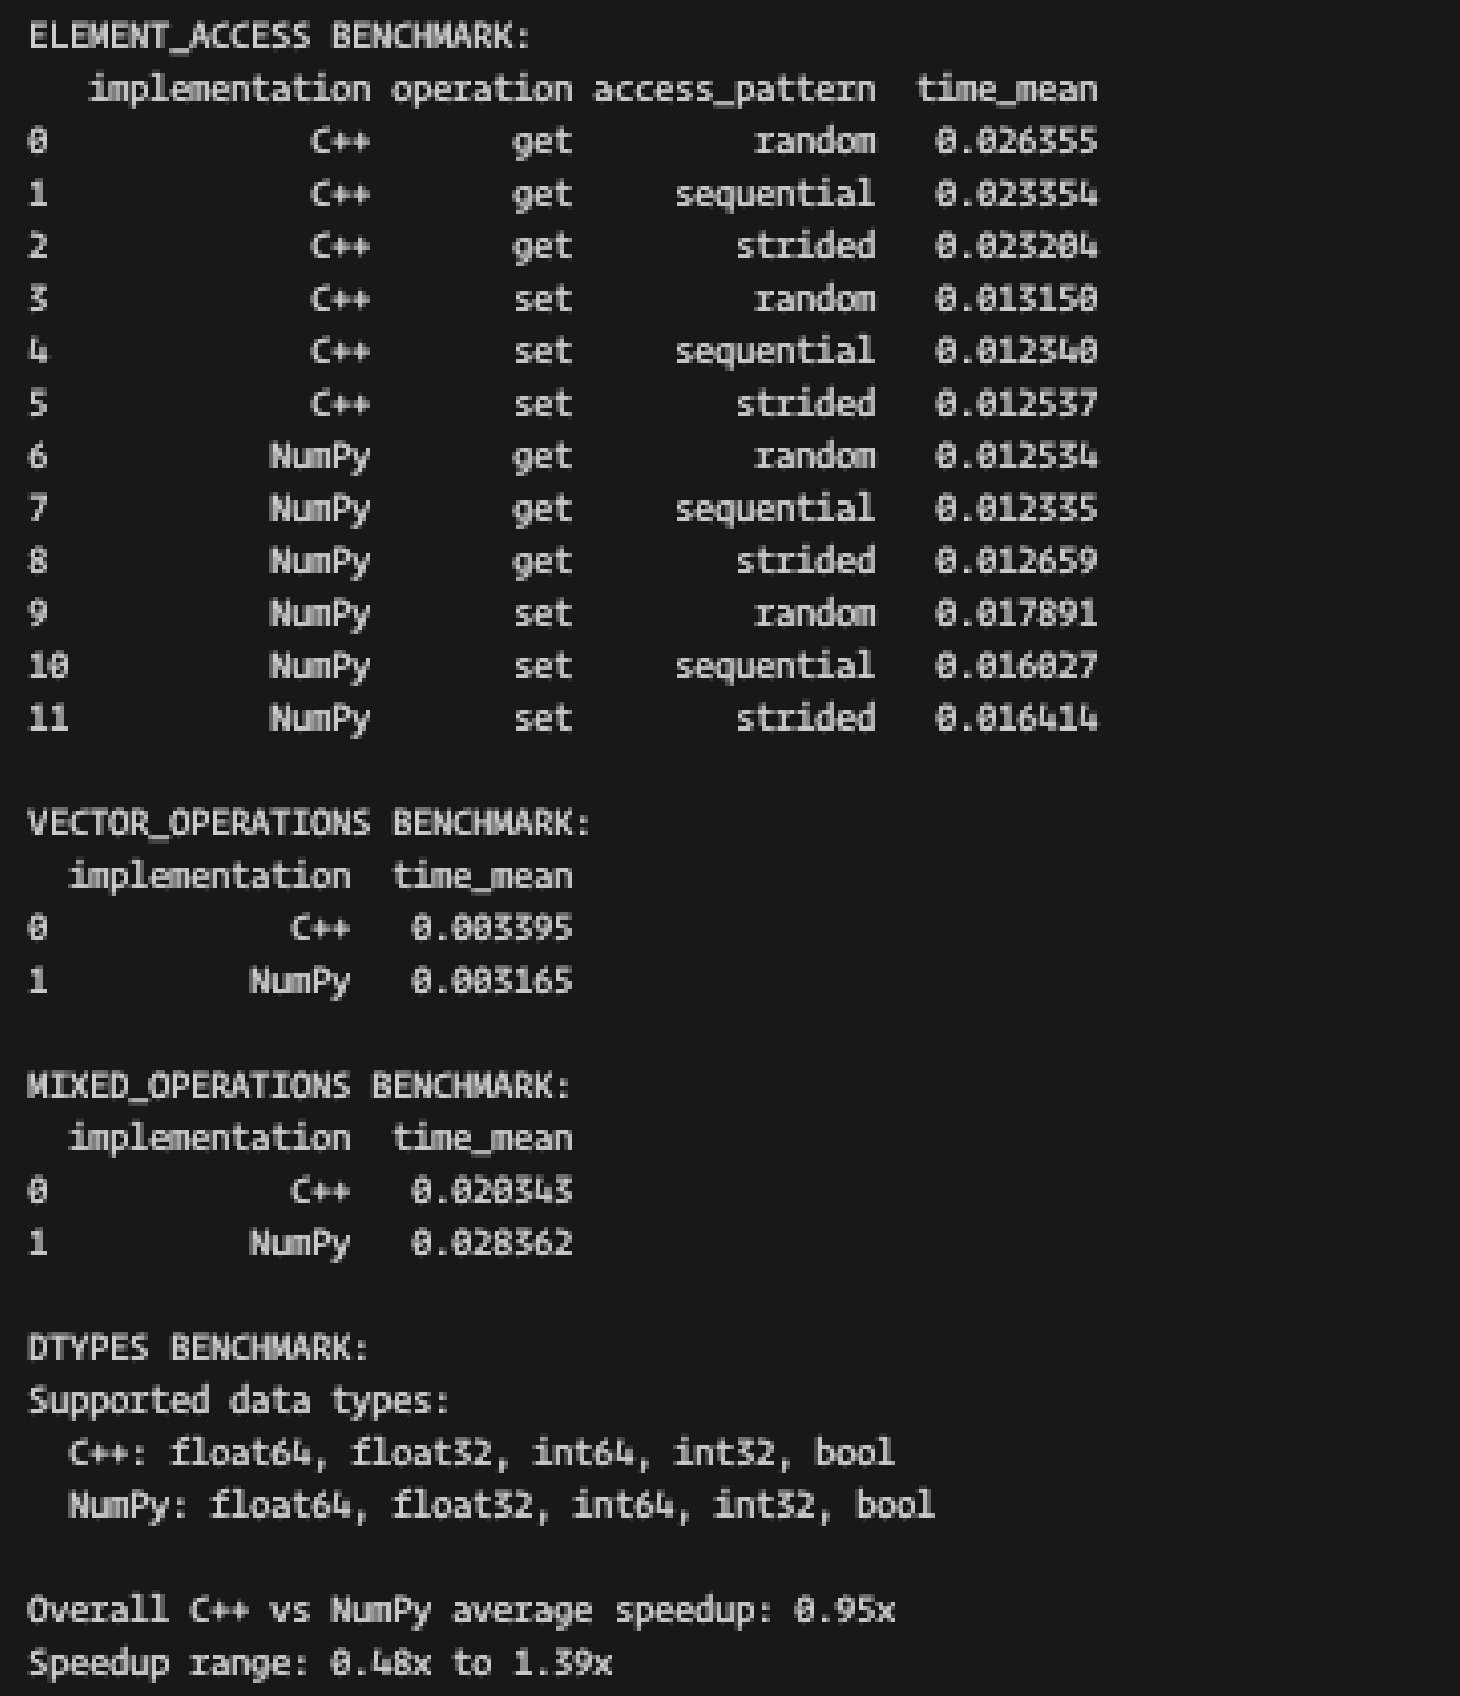 ELEMENT_ACCESS BENCHMARK:
   implementation operation access_pattern  time_mean
0             C++       get         random   0.026355
1             C++       get     sequential   0.023354
2             C++       get        strided   0.023204
3             C++       set         random   0.013150
4             C++       set     sequential   0.012340
5             C++       set        strided   0.012537
6           NumPy       get         random   0.012534
7           NumPy       get     sequential   0.012335
8           NumPy       get        strided   0.012659
9           NumPy       set         random   0.017891
10          NumPy       set     sequential   0.016027
11          NumPy       set        strided   0.016414
VECTOR_OPERATIONS BENCHMARK:
  implementation  time_mean
0            C++   0.003395
1          NumPy   0.003165
MIXED_OPERATIONS BENCHMARK:
  implementation  time_mean
0            C++   0.020343
1          NumPy   0.028362
DTYPES BENCHMARK:
Supported data types:
  C++: float64, float32, int64, int32, bool
  NumPy: float64, float32, int64, int32, bool
Overall C++ vs NumPy average speedup: 0.95x
Speedup range: 0.48x to 1.39x